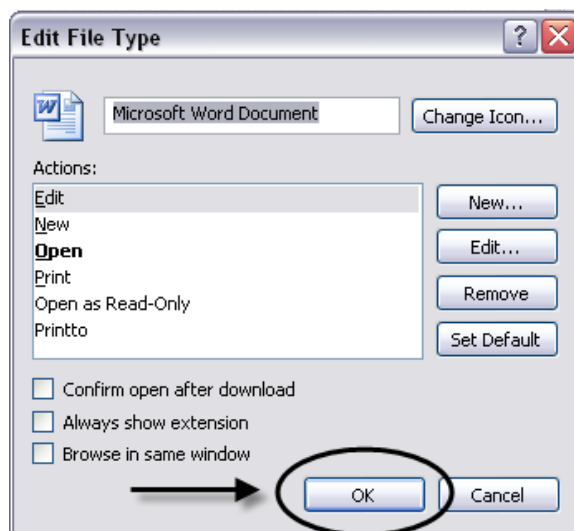 Edit File Type
Microsoft Word Document
Change Icon...
Actions:
Edit
New
Open
Print
Open as Read-Only
Printto
New...
Edit...
Remove
Set Default
Confirm open after download
Always show extension
Browse in same window
OK
Cancel